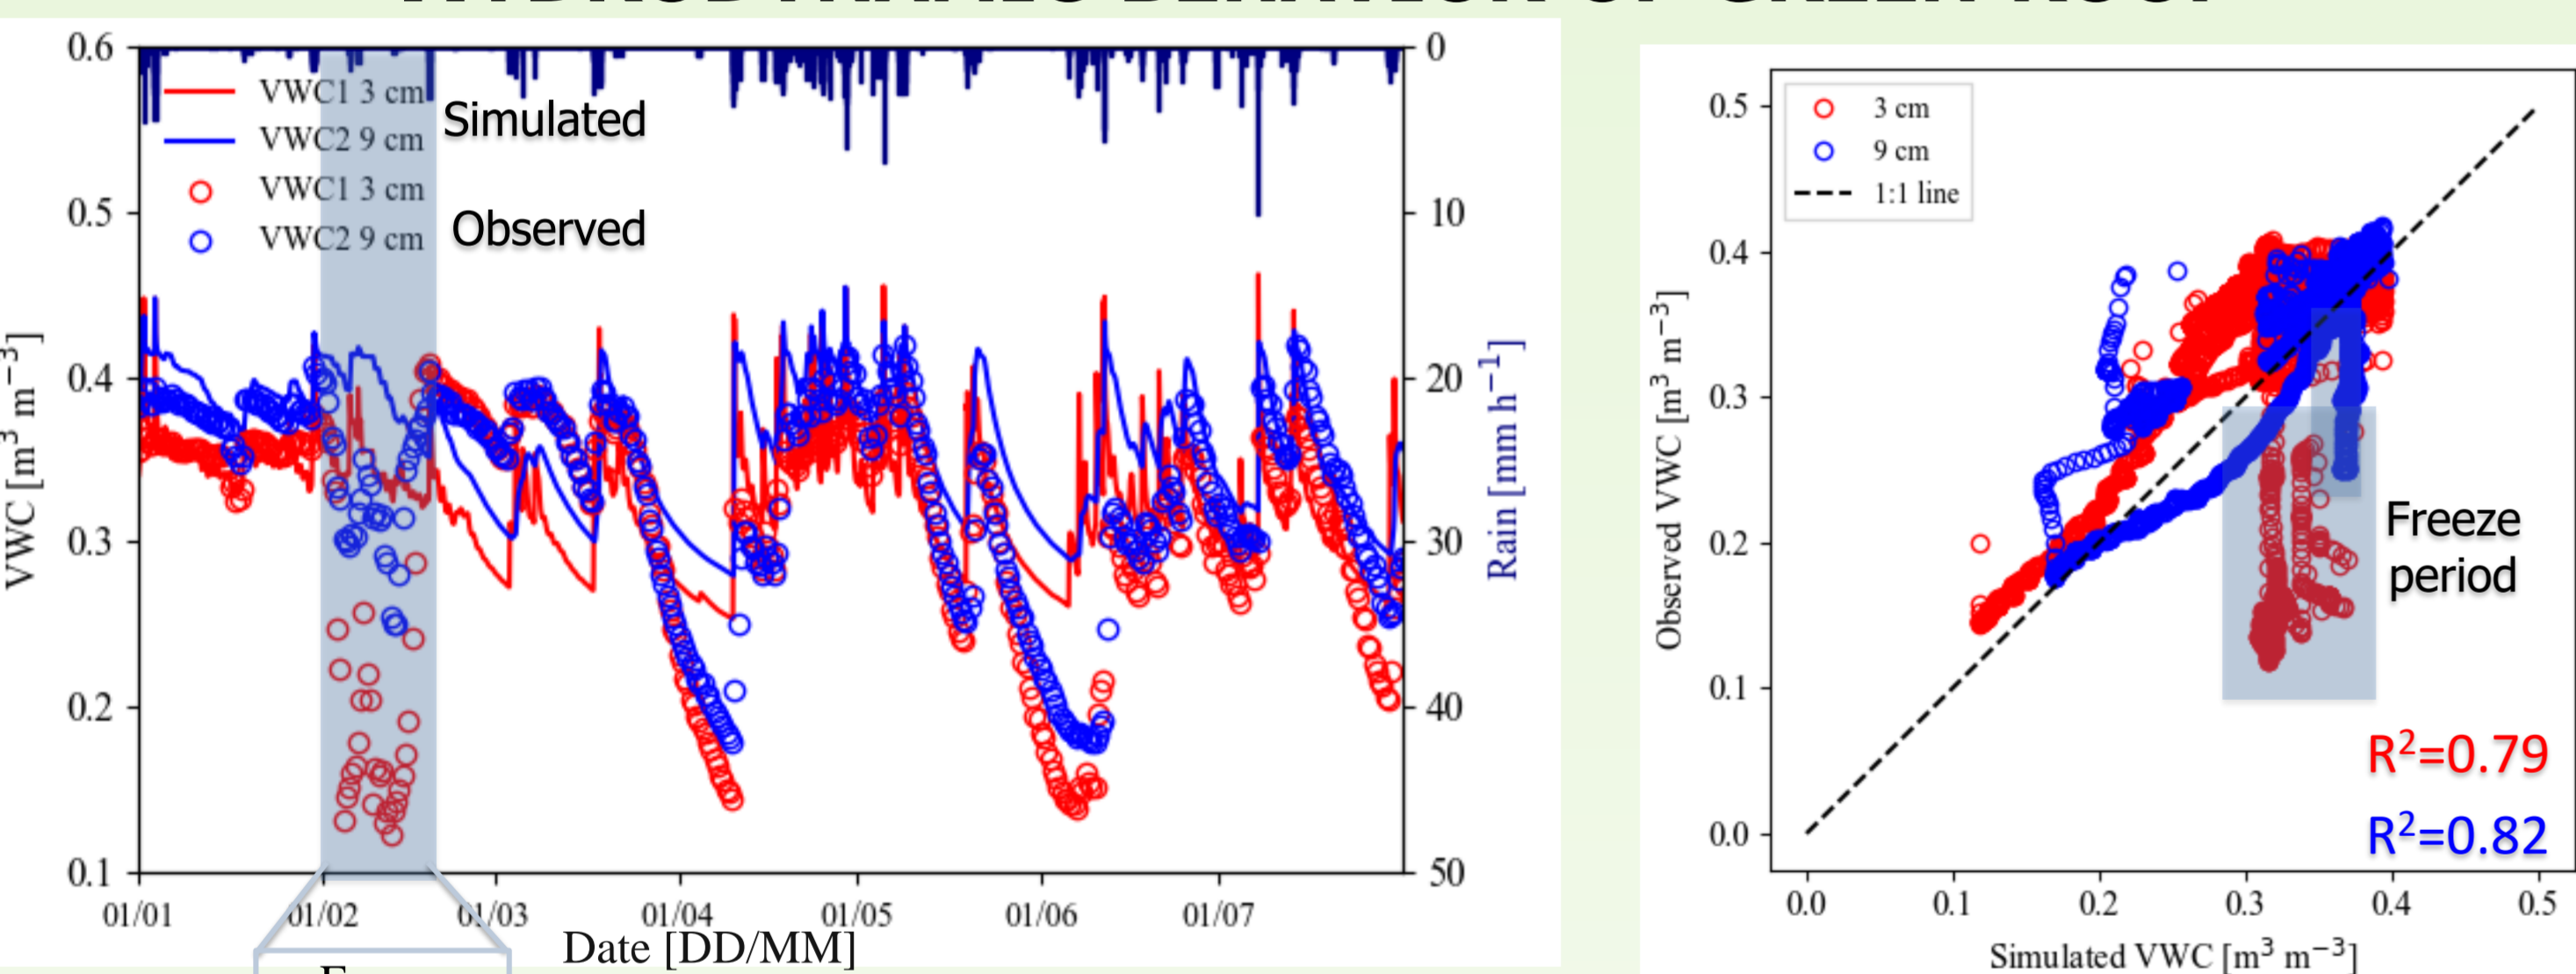 0.6
0.5
0.4
0.3
0.2
0.1
VWC [m³ m⁻³]
VWC1 3 cm
VWC2 9 cm
Simulated
VWC1 3 cm
VWC2 9 cm
Observed
0
10
20
30
40
50
Rain [mm h⁻¹]
01/01 01/02 01/03 01/04 01/05 01/06 01/07
Date [DD/MM]
3 cm
9 cm
1:1 line
0.5
0.4
0.3
0.2
0.1
0.0
Observed VWC [m³ m⁻³]
Freeze
period
R²=0.79
R²=0.82
0.0 0.1 0.2 0.3 0.4 0.5
Simulated VWC [m³ m⁻³]